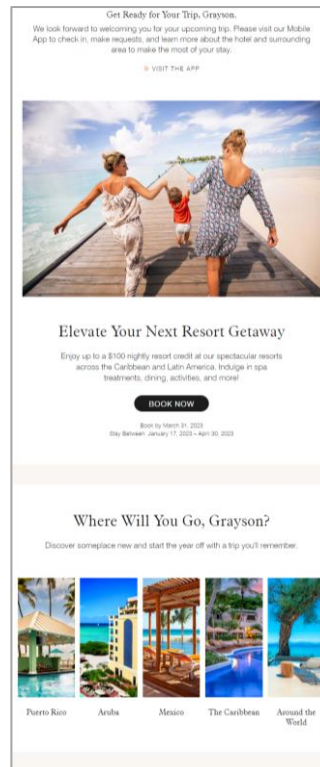 Get Ready for Your Trip, Grayson.
We look forward to welcoming you for your upcoming trip. Please visit our Mobile
App to check in, make requests, and learn more about the hotel and surrounding
area to make the most of your stay.
VISIT THE APP
Elevate Your Next Resort Getaway
Enjoy up to a $100 nightly resort credit at our spectacular resorts
across the Caribbean and Latin America. Indulge in spa
treatments, dining, activities, and more!
BOOK NOW
Book by March 31, 2023
Stay Between January 17, 2023 – April 30, 2023
Where Will You Go, Grayson?
Discover someplace new and start the year off with a trip you'll remember.
Puerto Rico
Aruba
Mexico
The Caribbean
Around the
World